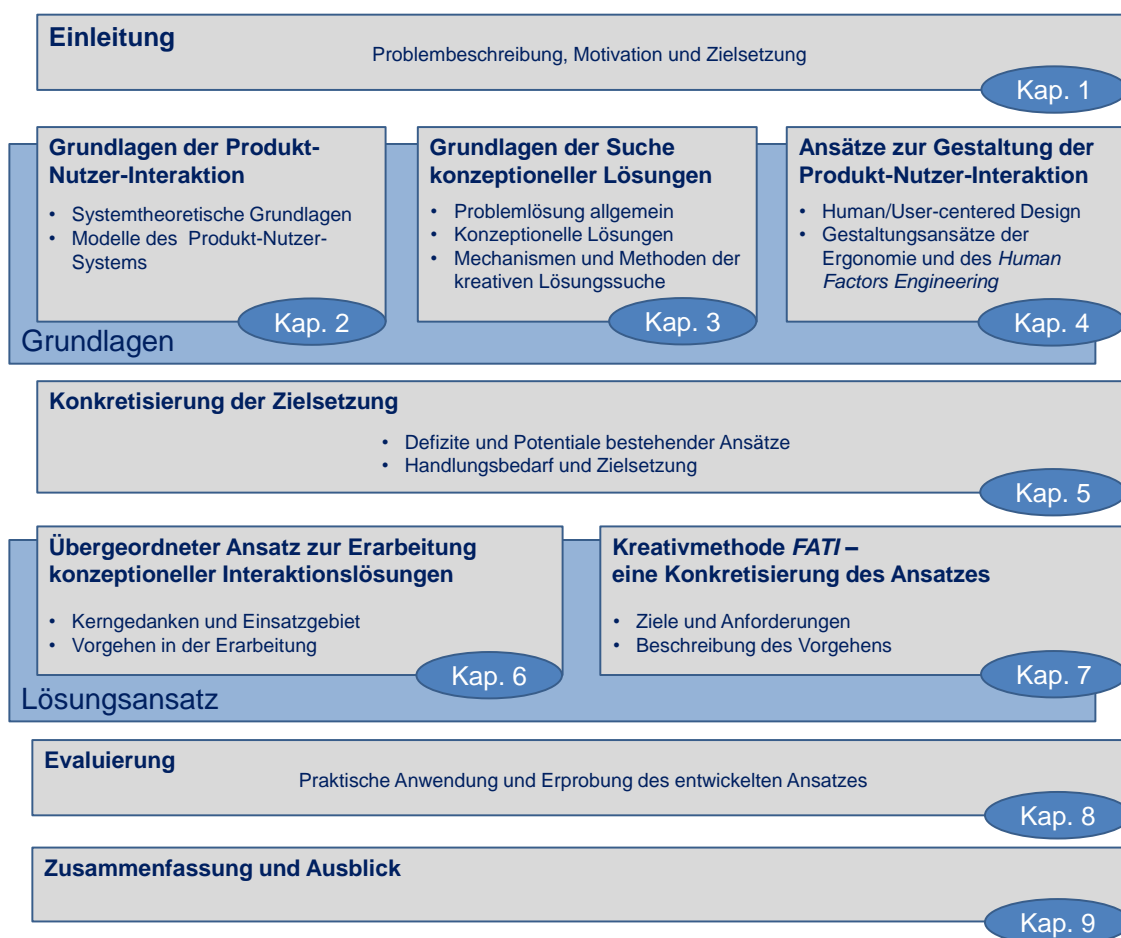 Einleitung
Problembeschreibung, Motivation und Zielsetzung
Kap. 1
Grundlagen der Produkt-
Nutzer-Interaktion
• Systemtheoretische Grundlagen
• Modelle des Produkt-Nutzer-
Systems
Kap. 2
Grundlagen der Suche
konzeptioneller Lösungen
• Problemlösung allgemein
• Konzeptionelle Lösungen
• Mechanismen und Methoden der
kreativen Lösungssuche
Kap. 3
Ansätze zur Gestaltung der
Produkt-Nutzer-Interaktion
• Human/User-centered Design
• Gestaltungsansätze der
Ergonomie und des Human
Factors Engineering
Kap. 4
Grundlagen
Konkretisierung der Zielsetzung
• Defizite und Potentiale bestehender Ansätze
• Handlungsbedarf und Zielsetzung
Kap. 5
Übergeordneter Ansatz zur Erarbeitung
konzeptioneller Interaktionslösungen
• Kerngedanken und Einsatzgebiet
• Vorgehen in der Erarbeitung
Kap. 6
Kreativmethode FATI –
eine Konkretisierung des Ansatzes
• Ziele und Anforderungen
• Beschreibung des Vorgehens
Kap. 7
Lösungsansatz
Evaluierung
Praktische Anwendung und Erprobung des entwickelten Ansatzes
Kap. 8
Zusammenfassung und Ausblick
Kap. 9